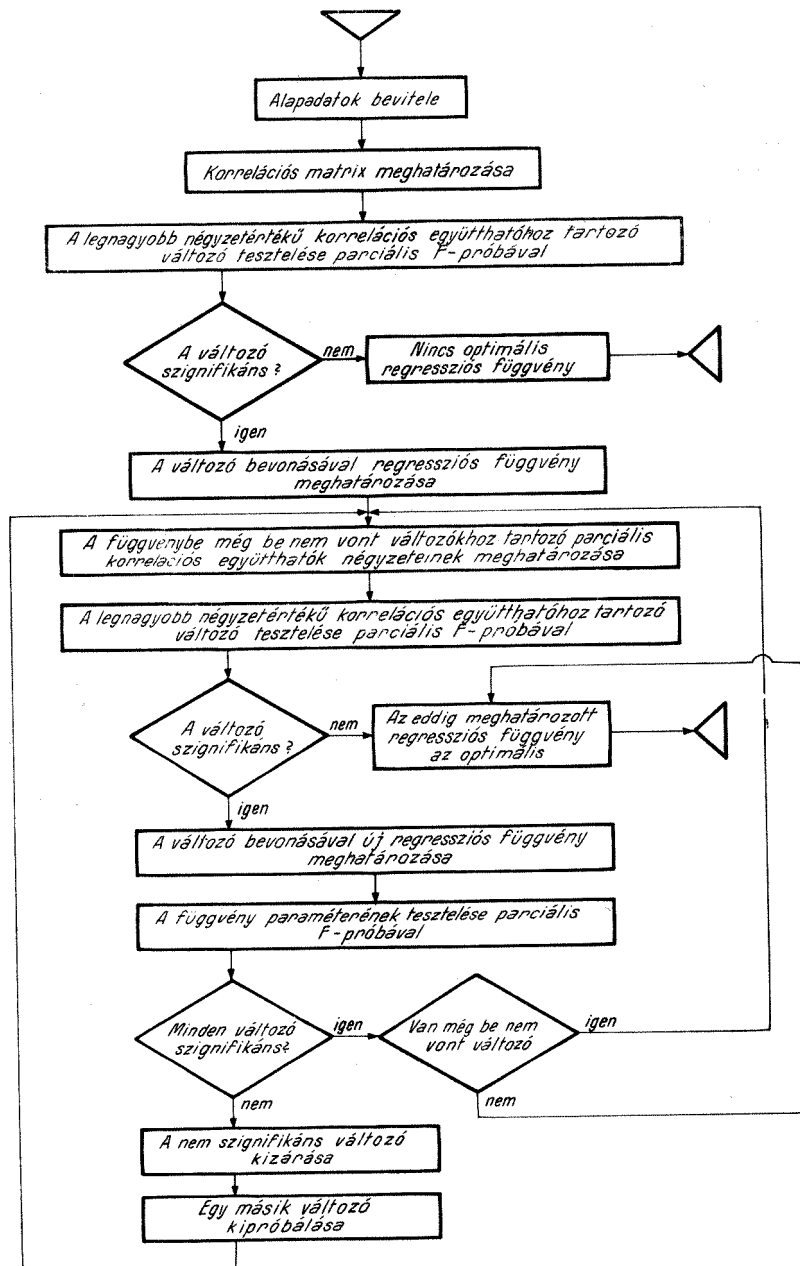 Alapadatok bevitele
Korrelációs matrix meghatározása
A legnagyobb négyzetértékű korrelációs együtthatóhoz tartozó
változó tesztelése parciális F-próbával
A változó
szignifikáns?
nem
Nincs optimális
regressziós függvény
igen
A változó bevonásával regressziós függvény
meghatározása
A függvénybe még be nem vont változókhoz tartozó parciális
korrelációs együtthatók négyzeteinek meghatározása
A legnagyobb négyzetértékű korrelációs együtthatóhoz tartozó
változó tesztelése parciális F-próbával
A változó
szignifikáns?
nem
Az eddig meghatározott
regressziós függvény
az optimális
igen
A változó bevonásával új regressziós függvény
meghatározása
A függvény paraméterének tesztelése parciális
F-próbával
Minden változó
szignifikáns?
igen
Van még be nem
vont változó
igen
nem
nem
A nem szignifikáns változó
kizárása
Egy másik változó
kipróbálása